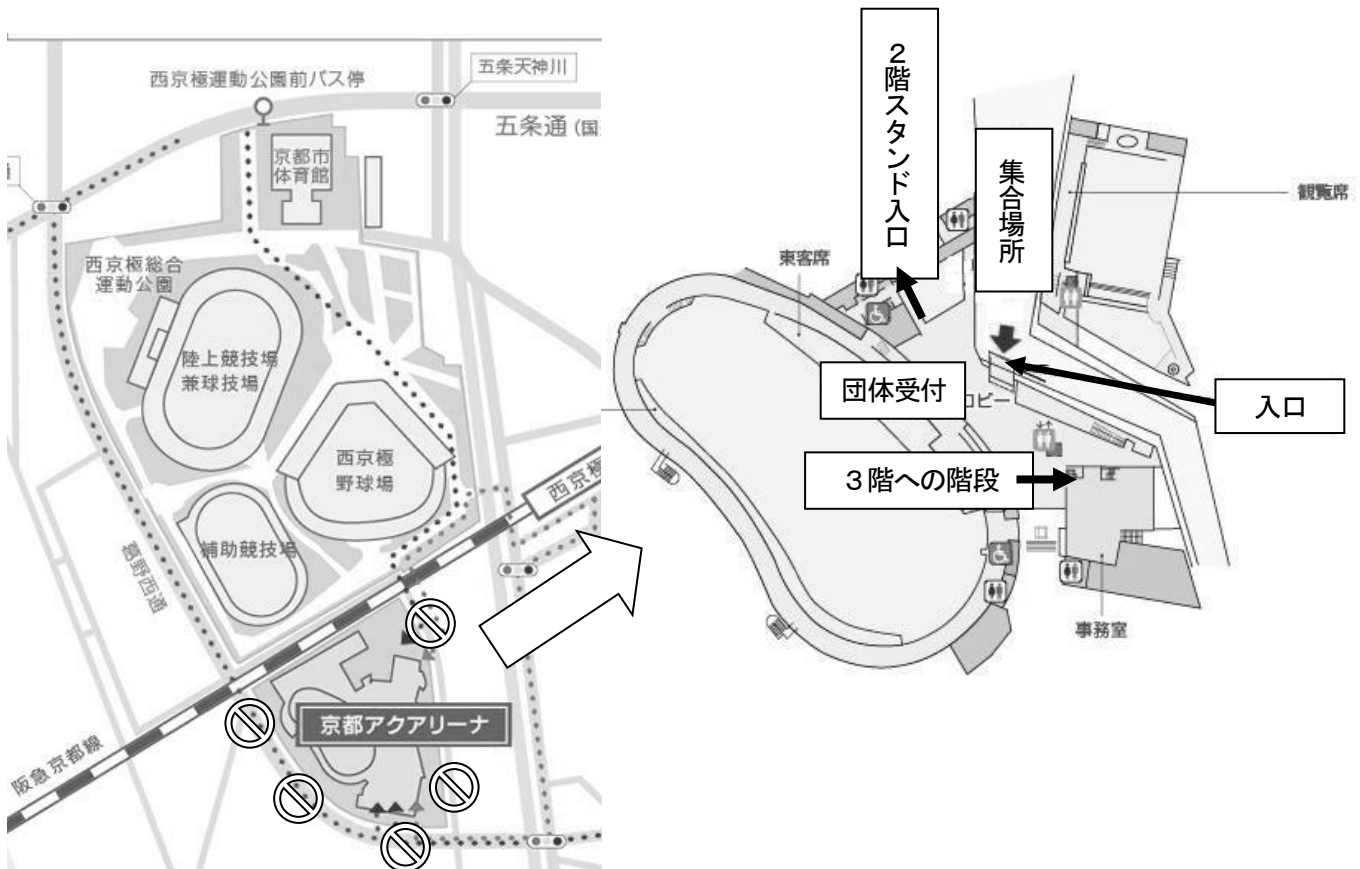 西京極運動公園前バス停
五条天神川
五条通(国
京都市
体育館
西京極総合
運動公園
陸上競技場
兼球技場
西京極
野球場
補助競技場
葛野西通
西京極
阪急京都線
京都アクアリーナ
2階スタンド入口
集合場所
観覧席
東客席
団体受付
ロビー
入口
3階への階段
事務室